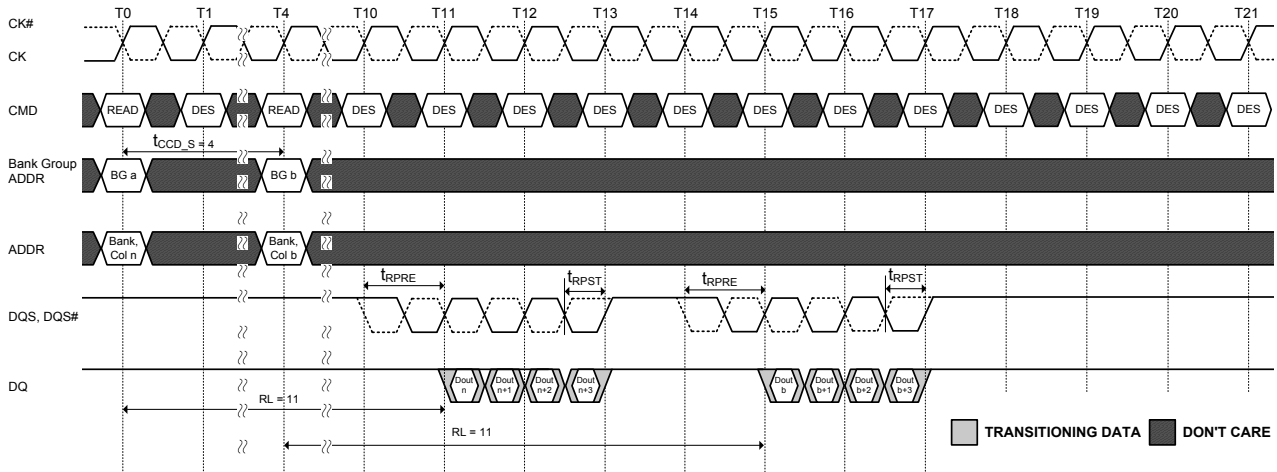 T0 T1 T4 T10 T11 T12 T13 T14 T15 T16 T17 T18 T19 T20 T21
CK#
CK
CMD READ DES READ DES DES DES DES DES DES DES DES DES DES DES DES
tCCD_S = 4
Bank Group
ADDR
BG a BG b
ADDR
Bank,
Col n
Bank,
Col b
tRPRE tRPST tRPRE tRPST
DQS, DQS#
DQ
Dout
n
Dout
n+1
Dout
n+2
Dout
n+3
Dout
b
Dout
b+1
Dout
b+2
Dout
b+3
RL = 11
RL = 11
TRANSITIONING DATA DON'T CARE